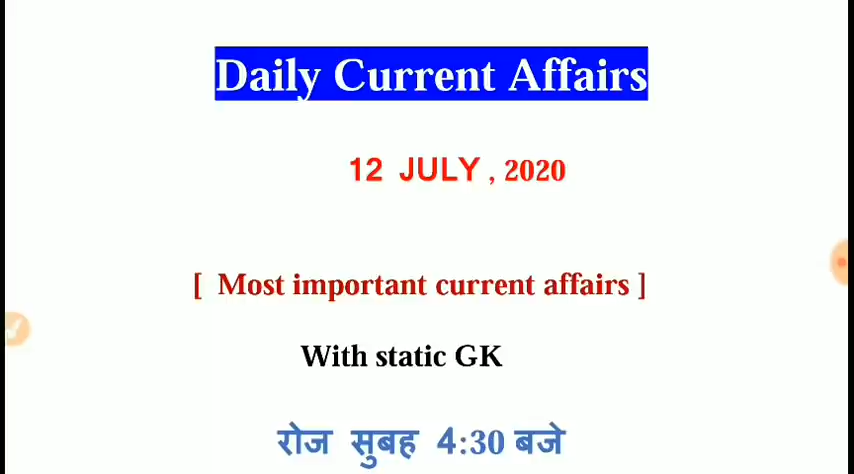 Daily Current Affairs
12 JULY , 2020
[ Most important current affairs ]
With static GK
रोज सुबह 4:30 बजे